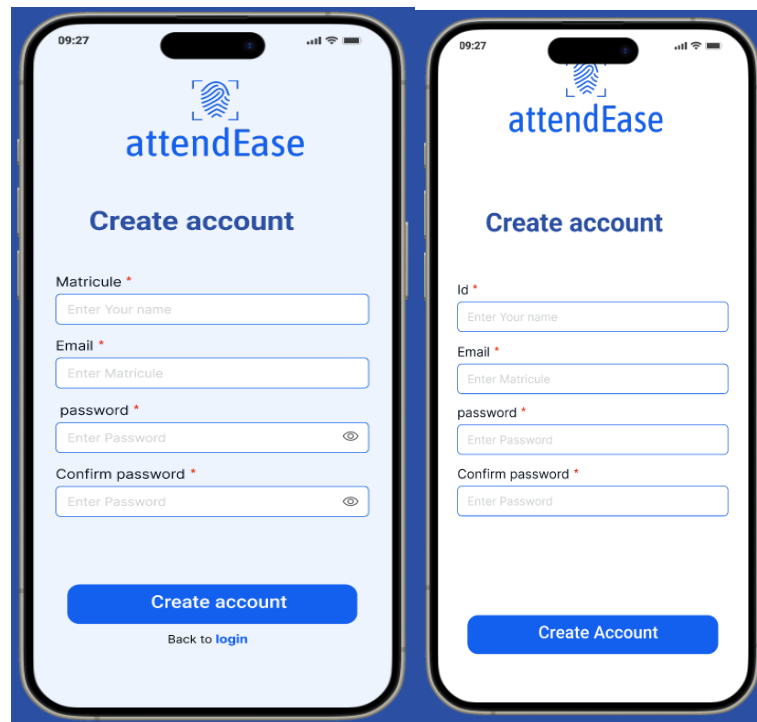 09:27
attendEase
Create account
Matricule *
Enter Your name
Email *
Enter Matricule
password *
Enter Password
Confirm password *
Enter Password
Create account
Back to login
09:27
attendEase
Create account
Id *
Enter Your name
Email *
Enter Matricule
password *
Enter Password
Confirm password *
Enter Password
Create Account